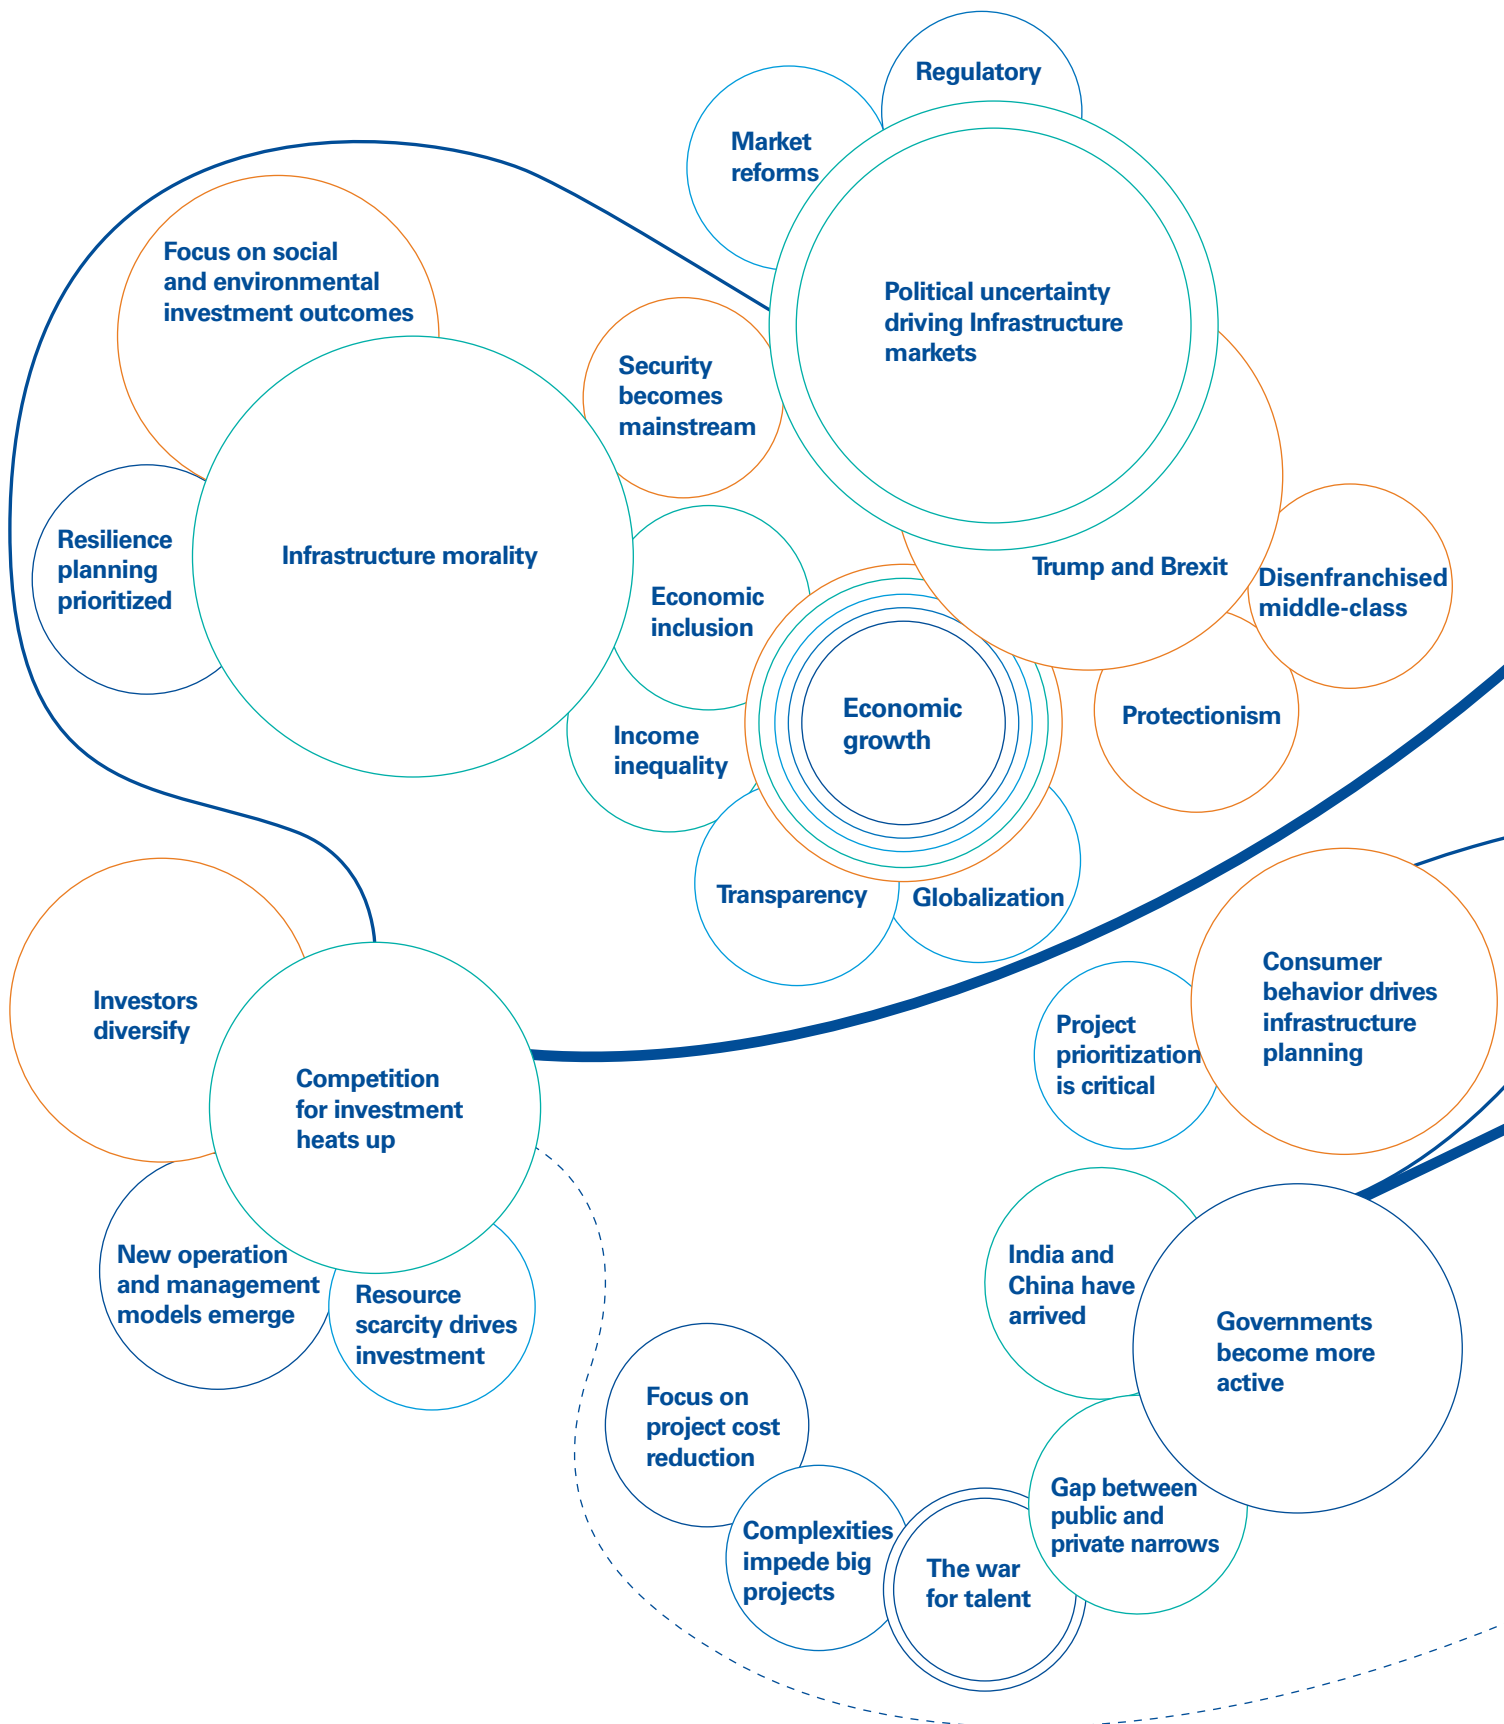 Regulatory
Market
reforms
Focus on social
and environmental
investment outcomes
Political uncertainty
driving Infrastructure
markets
Security
becomes
mainstream
Resilience
planning
prioritized
Infrastructure morality
Trump and Brexit
Disenfranchised
middle-class
Economic
inclusion
Economic
growth
Protectionism
Income
inequality
Transparency
Globalization
Investors
diversify
Consumer
behavior drives
infrastructure
planning
Project
prioritization
is critical
Competition
for investment
heats up
New operation
and management
models emerge
Resource
scarcity drives
investment
India and
China have
arrived
Governments
become more
active
Focus on
project cost
reduction
Gap between
public and
private narrows
Complexities
impede big
projects
The war
for talent